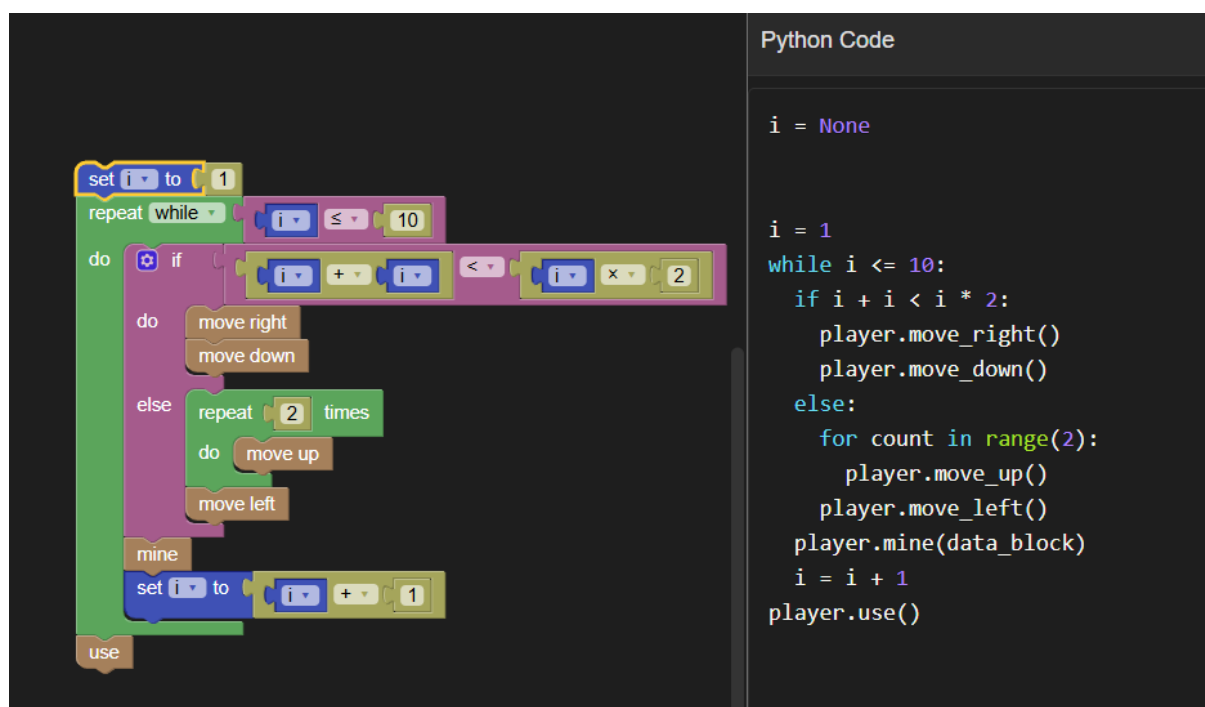 Python Code
set i to 1
repeat while i ≤ 10
do if i + i < i × 2
do move right
move down
else repeat 2 times
do move up
move left
mine
set i to i + 1
use
i = None
i = 1
while i <= 10:
  if i + i < i * 2:
    player.move_right()
    player.move_down()
  else:
    for count in range(2):
      player.move_up()
    player.move_left()
  player.mine(data_block)
  i = i + 1
player.use()